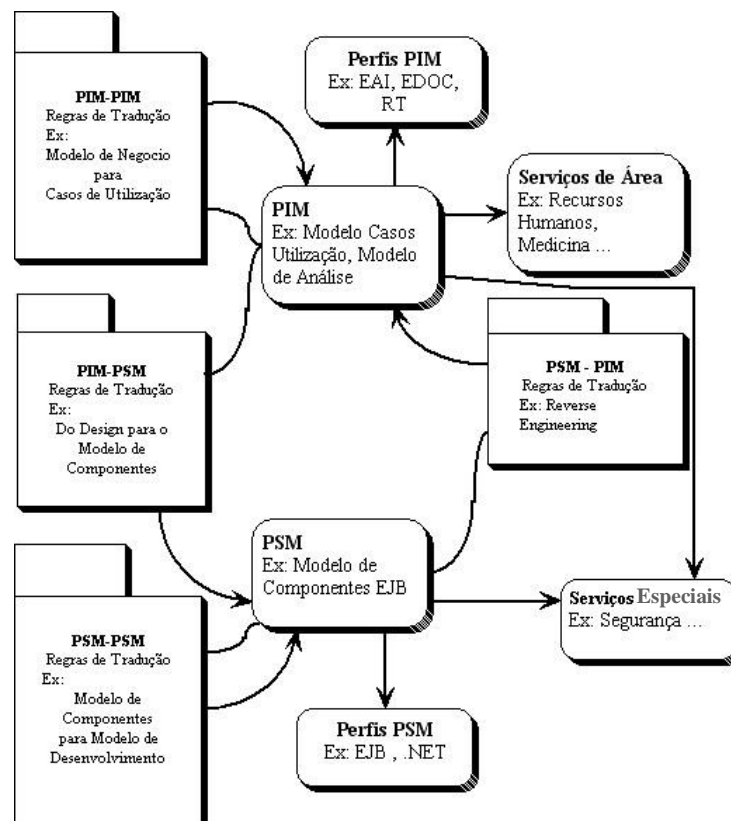 PIM-PIM
Regras de Tradução
Ex:
Modelo de Negocio
para
Casos de Utilização
Perfis PIM
Ex: EAI, EDOC,
RT
Serviços de Área
Ex: Recursos
Humanos,
Medicina ...
PIM
Ex: Modelo Casos
Utilização, Modelo
de Análise
PIM-PSM
Regras de Tradução
Ex:
Do Design para o
Modelo de
Componentes
PSM - PIM
Regras de Tradução
Ex: Reverse
Engineering
PSM
Ex: Modelo de
Componentes EJB
Serviços Especiais
Ex: Segurança ...
PSM-PSM
Regras de Tradução
Ex:
Modelo de
Componentes
para Modelo de
Desenvolvimento
Perfis PSM
Ex: EJB , .NET